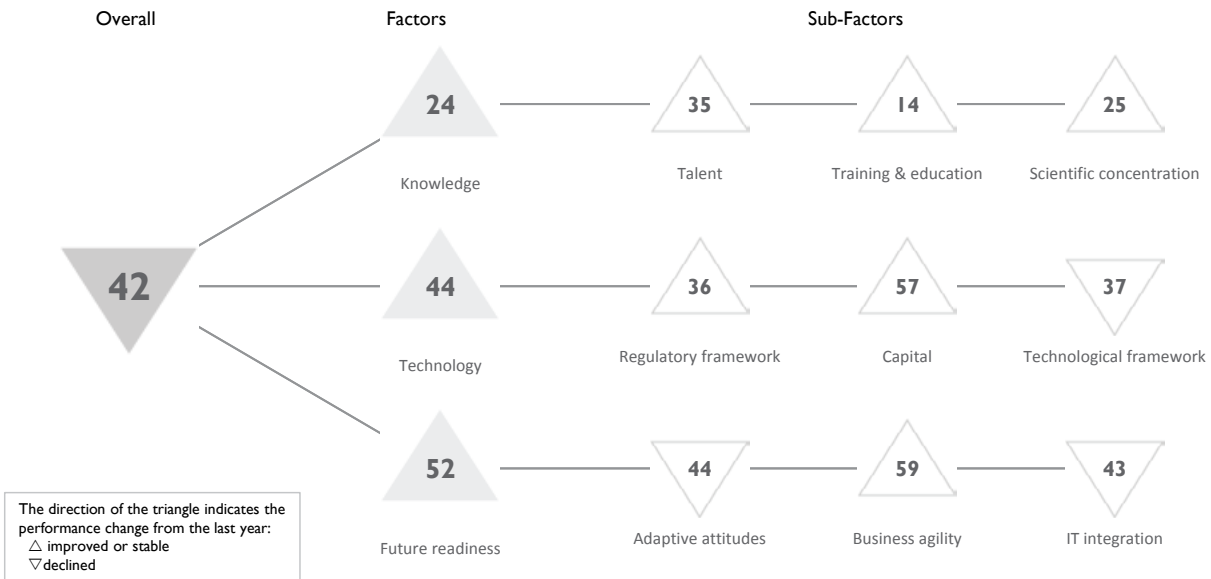 Overall Factors Sub-Factors
24 35 14 25
Knowledge Talent Training & education Scientific concentration
42 44 36 57 37
Technology Regulatory framework Capital Technological framework
52 44 59 43
Future readiness Adaptive attitudes Business agility IT integration
The direction of the triangle indicates the
performance change from the last year:
△ improved or stable
▽declined